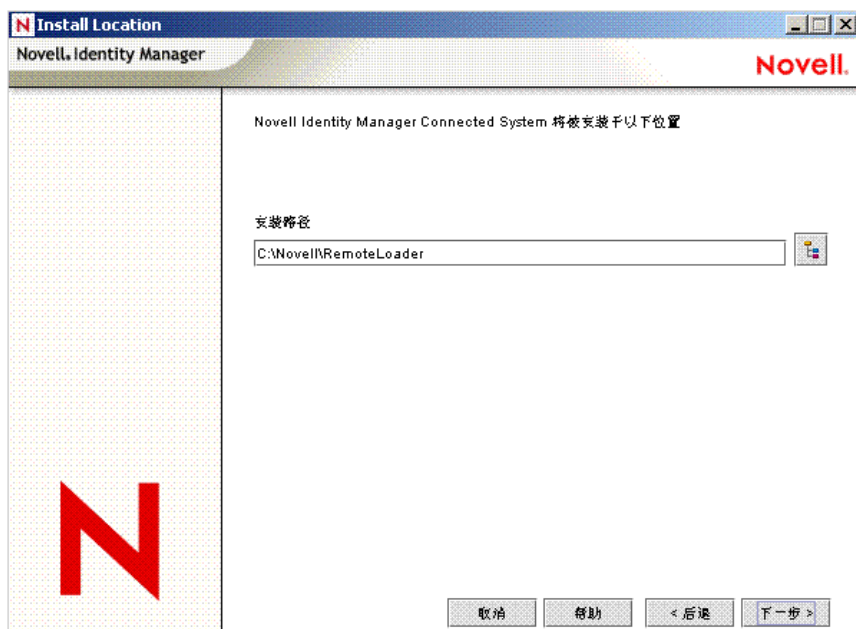 Install Location
Novell. Identity Manager
Novell.
Novell Identity Manager Connected System 将被安装于以下位置
安装路径
C:\Novell\RemoteLoader
取消
帮助
< 后退
下一步 >